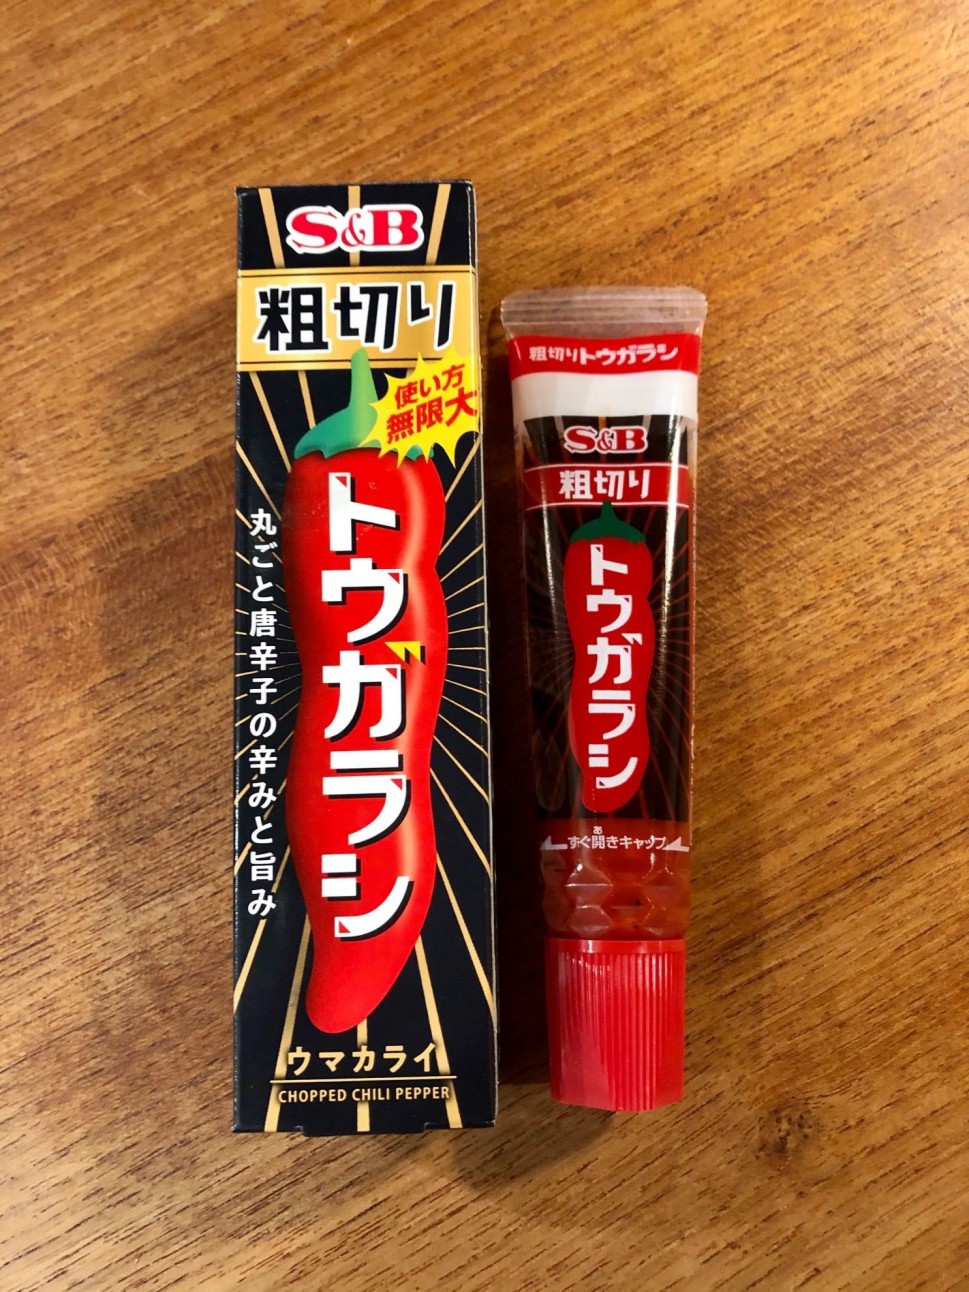 S&B
粗切り
使い方
無限大
トウガラシ
丸ごと唐辛子の辛みと旨み
ウマカライ
CHOPPED CHILI PEPPER
粗切りトウガラシ
S&B
粗切り
トウガラシ
あ
すぐ開きキャップ